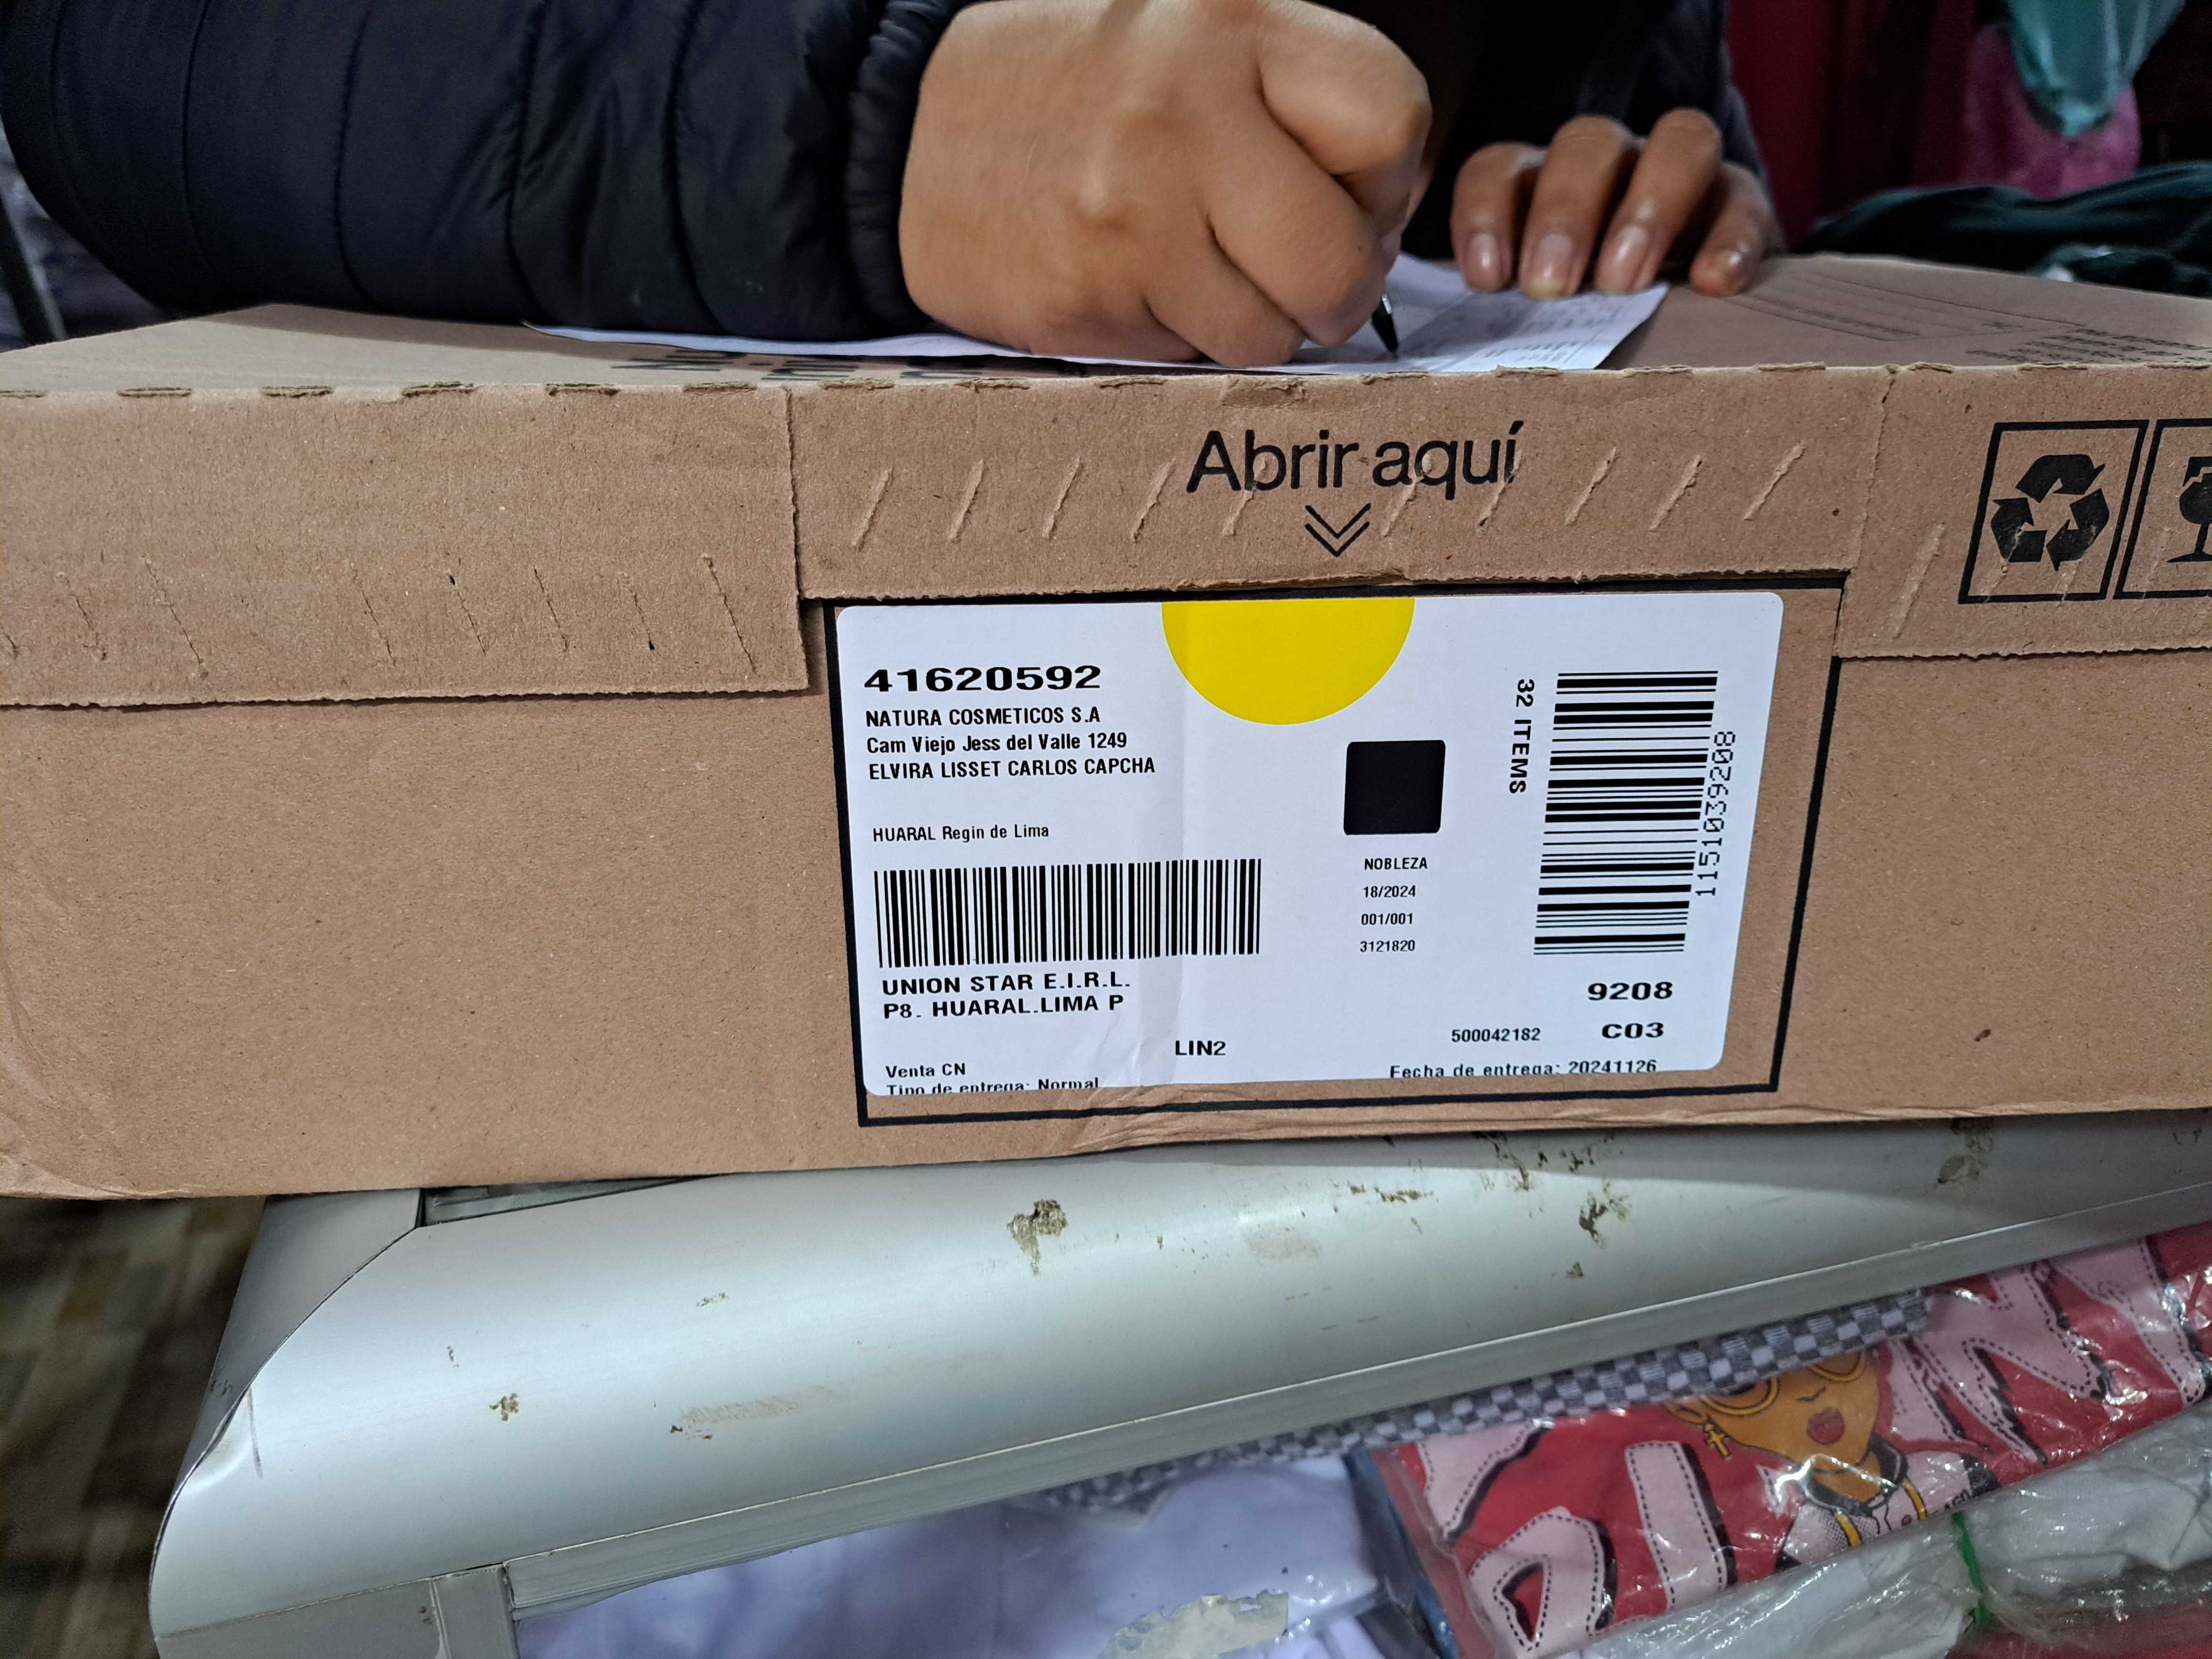 Abrir aquí
41620592
NATURA COSMETICOS S.A
Cam Viejo Jess del Valle 1249
ELVIRA LISSET CARLOS CAPCHA
HUARAL Regin de Lima
UNION STAR E.I.R.L.
P8. HUARAL.LIMA P
LIN2
Venta CN
Tipo de entrega: Normal
NOBLEZA
18/2024
001/001
3121820
32 ITEMS
1151039208
9208
500042182 C03
Fecha de entrega: 20241126